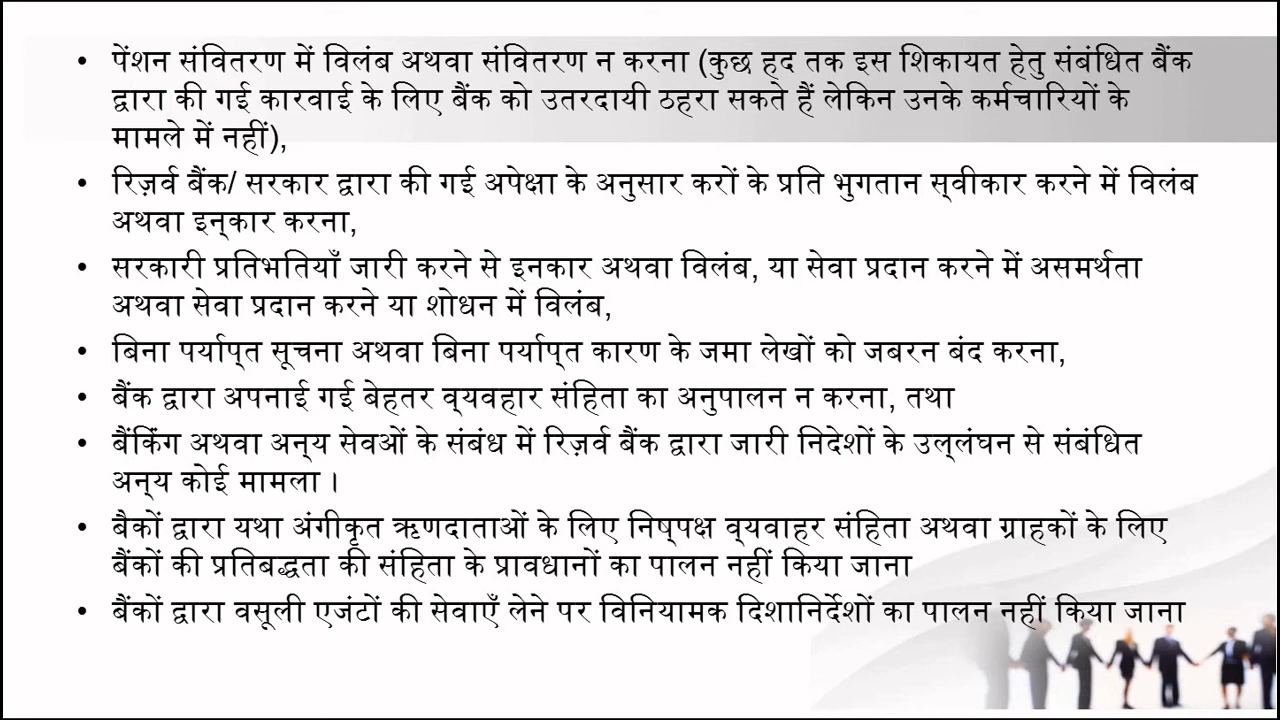 • पेंशन संवितरण में विलंब अथवा संवितरण न करना (कुछ हद तक इस शिकायत हेतु संबंधित बैंक
द्वारा की गई कारवाई के लिए बैंक को उतरदायी ठहरा सकते हैं लेकिन उनके कर्मचारियों के
मामले में नहीं),
• रिज़र्व बैंक/ सरकार द्वारा की गई अपेक्षा के अनुसार करों के प्रति भुगतान स्‌वीकार करने में विलंब
अथवा इन्‌कार करना,
• सरकारी प्रतिभतियाँ जारी करने से इनकार अथवा विलंब, या सेवा प्रदान करने में असमर्थता
अथवा सेवा प्रदान करने या शोधन में विलंब,
• बिना पर्याप्‌त सूचना अथवा बिना पर्याप्‌त कारण के जमा लेखों को जबरन बंद करना,
• बैंक द्वारा अपनाई गई बेहतर व्‌यवहार संहिता का अनुपालन न करना, तथा
• बैंकिंग अथवा अन्‌य सेवओं के संबंध में रिज़र्व बैंक द्वारा जारी निदेशों के उल्‌लंघन से संबंधित
अन्‌य कोई मामला ।
• बैकों द्वारा यथा अंगीकृत ऋणदाताओं के लिए निष्‌पक्ष व्‌यवाहर संहिता अथवा ग्राहकों के लिए
बैंकों की प्रतिबद्धता की संहिता के प्रावधानों का पालन नहीं किया जाना
• बैंकों द्वारा वसूली एजंटों की सेवाएँ लेने पर विनियामक दिशानिर्देशों का पालन नहीं किया जाना